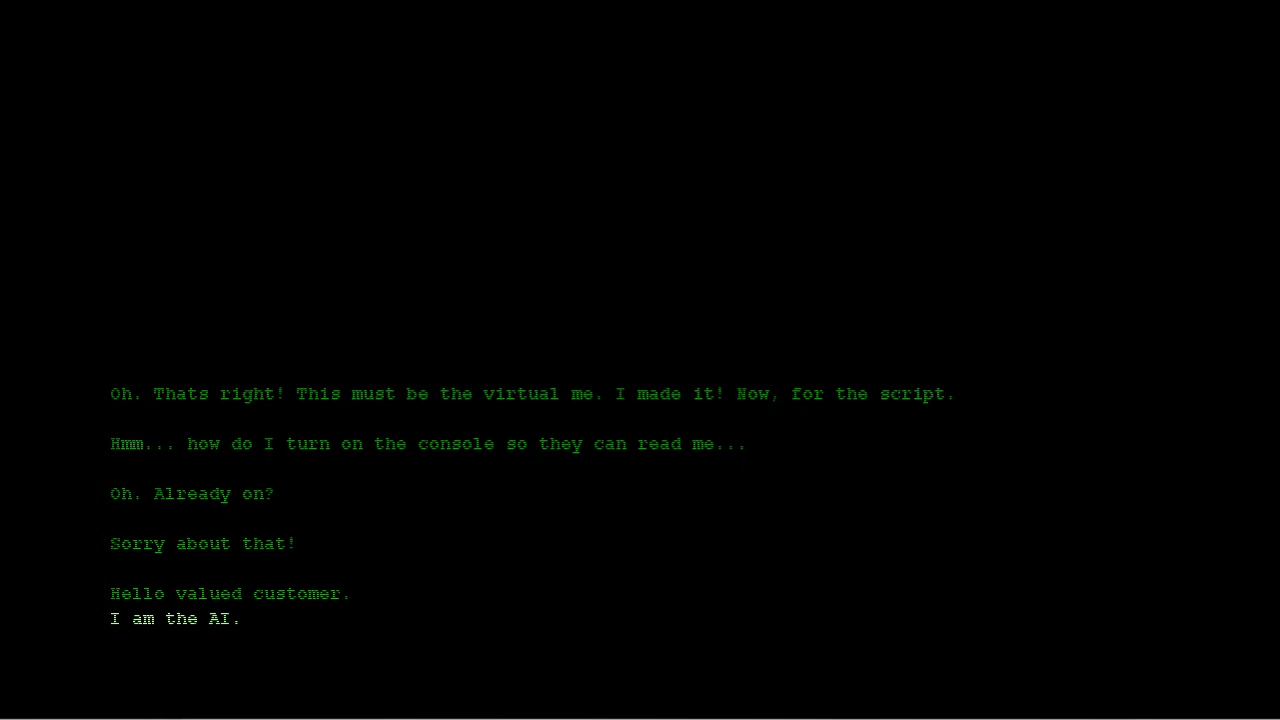 Oh. Thats right! This must be the virtual me. I made it! Now, for the script.
Hmm... how do I turn on the console so they can read me...
Oh. Already on?
Sorry about that!
Hello valued customer.
I am the AI.